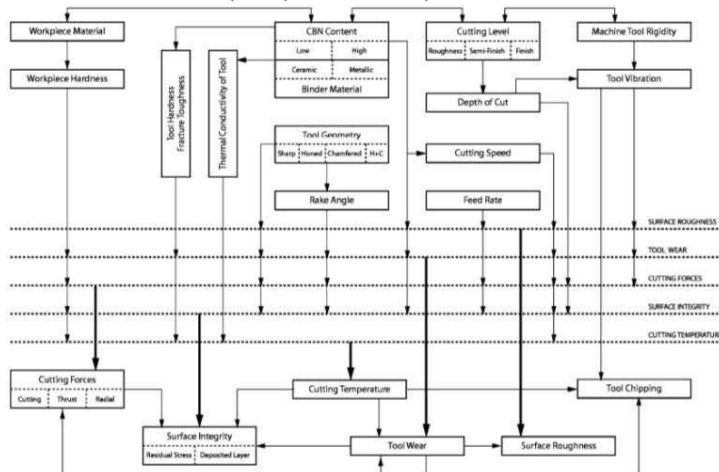 Workpiece Material
CBN Content
Cutting Level
Machine Tool Rigidity
Low High
Roughness Semi-Finish Finish
Workpiece Hardness
Ceramic Metallic
Tool Vibration
Binder Material
Depth of Cut
Tool Hardness
Fracture Toughness
Thermal Conductivity of Tool
Tool Geometry
Sharp Honed Chamfered H+C
Cutting Speed
Rake Angle
Feed Rate
SURFACE ROUGHNESS
TOOL WEAR
CUTTING FORCES
SURFACE INTEGRITY
CUTTING TEMPERATUR
Cutting Forces
Cutting Thrust Radial
Cutting Temperature
Tool Chipping
Surface Integrity
Residual Stress Deposited Layer
Tool Wear
Surface Roughness